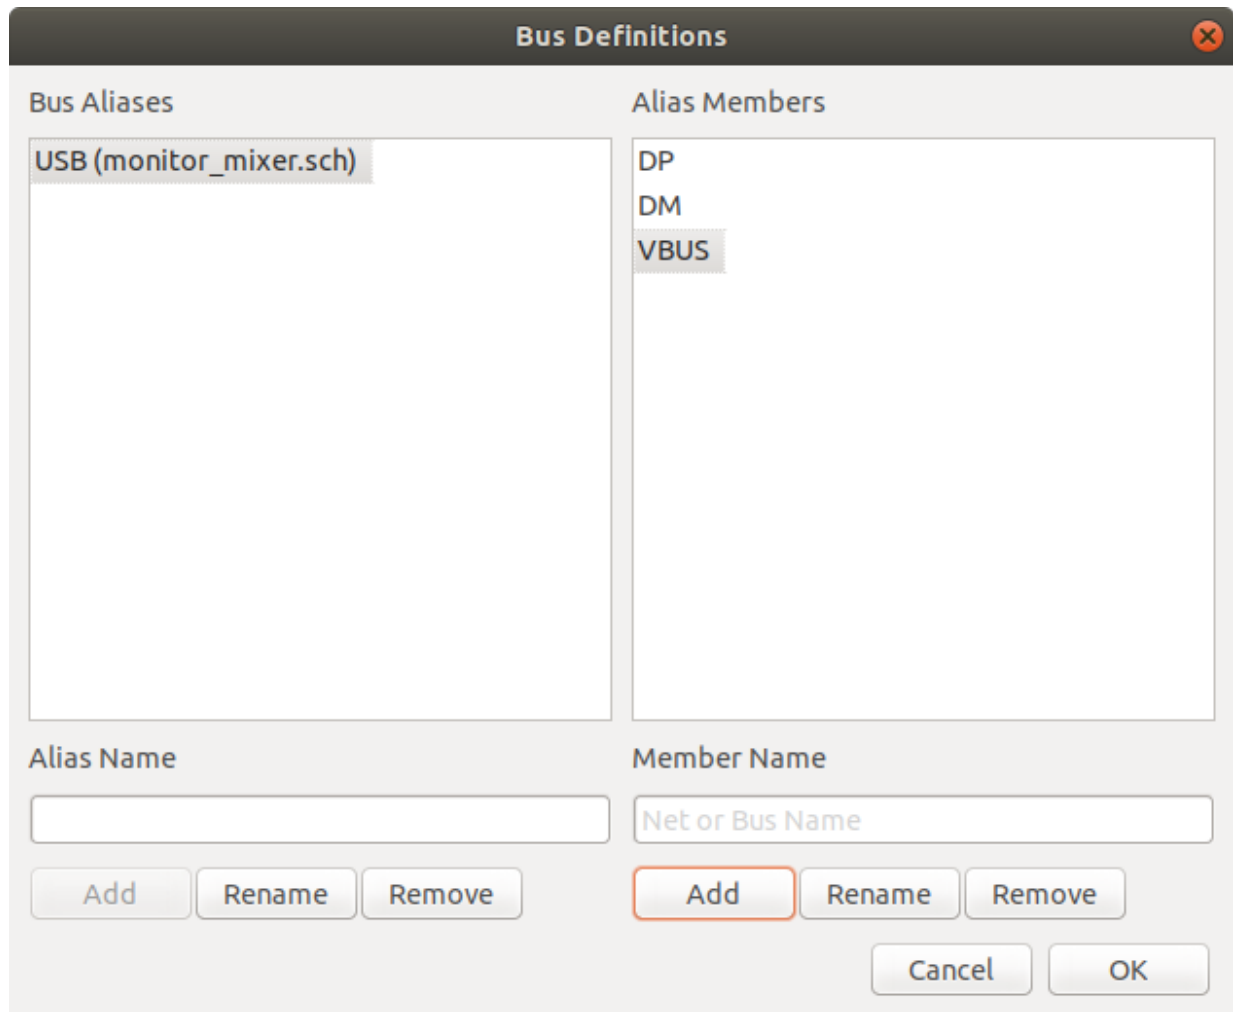 Bus Definitions
Bus Aliases
Alias Members
USB (monitor_mixer.sch)
DP
DM
VBUS
Alias Name
Member Name
Net or Bus Name
Add Rename Remove
Add Rename Remove
Cancel OK